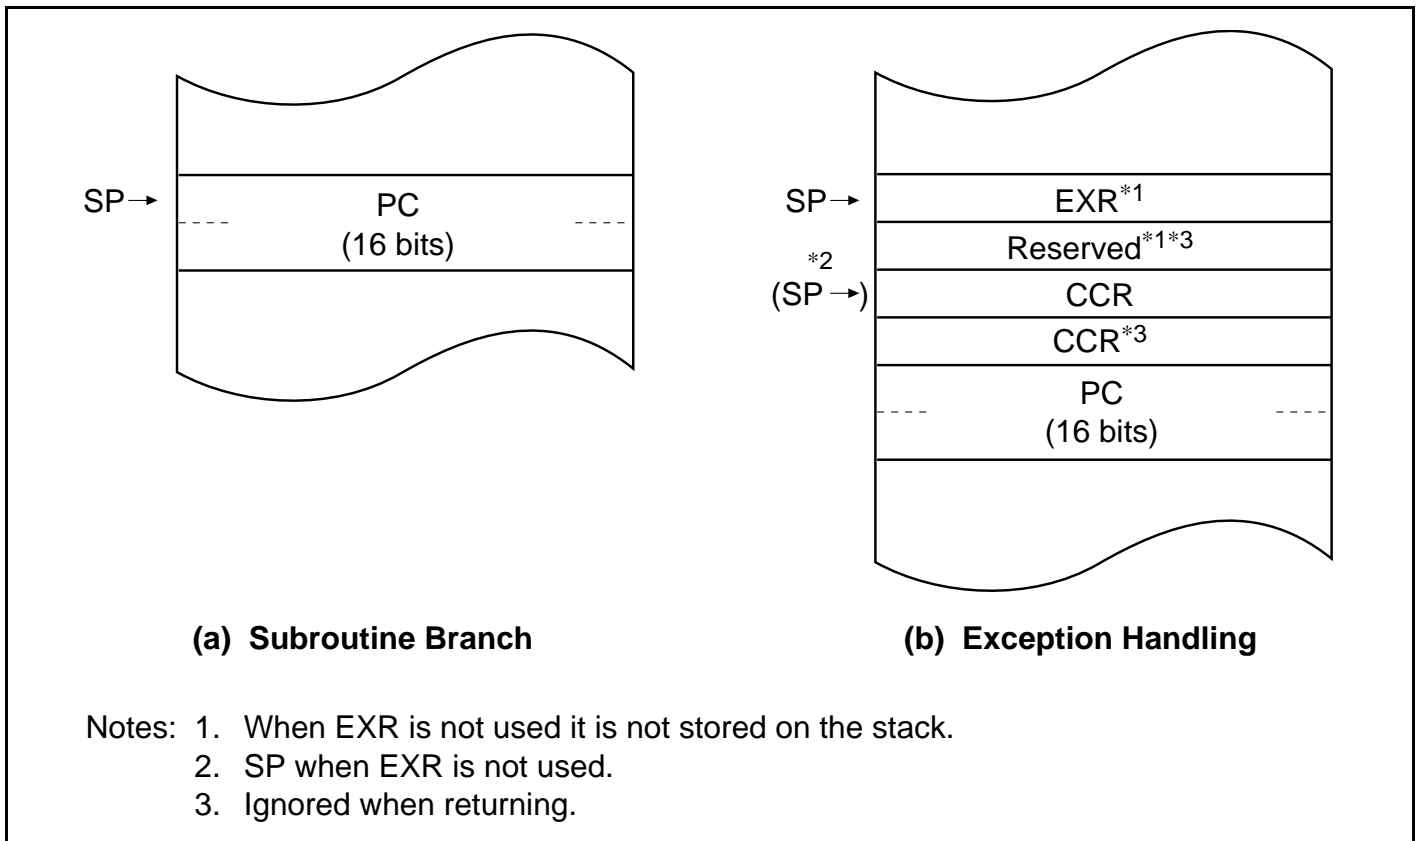 SP→
PC
(16 bits)
(a) Subroutine Branch
SP→
*2
(SP→)
EXR*1
Reserved*1*3
CCR
CCR*3
PC
(16 bits)
(b) Exception Handling
Notes: 1. When EXR is not used it is not stored on the stack.
2. SP when EXR is not used.
3. Ignored when returning.